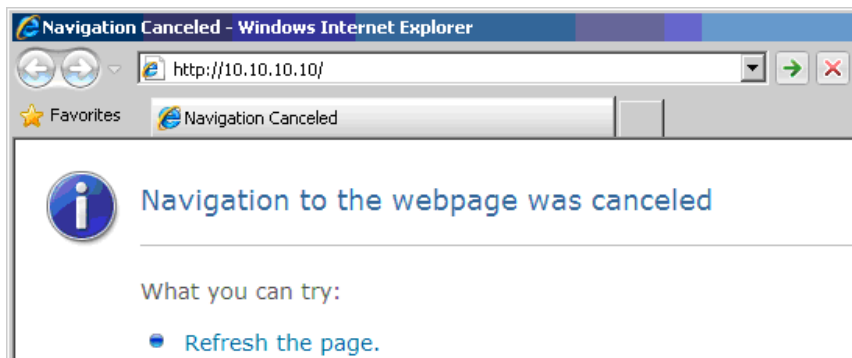 Navigation Canceled - Windows Internet Explorer
http://10.10.10.10/
Favorites
Navigation Canceled
Navigation to the webpage was canceled
What you can try:
Refresh the page.